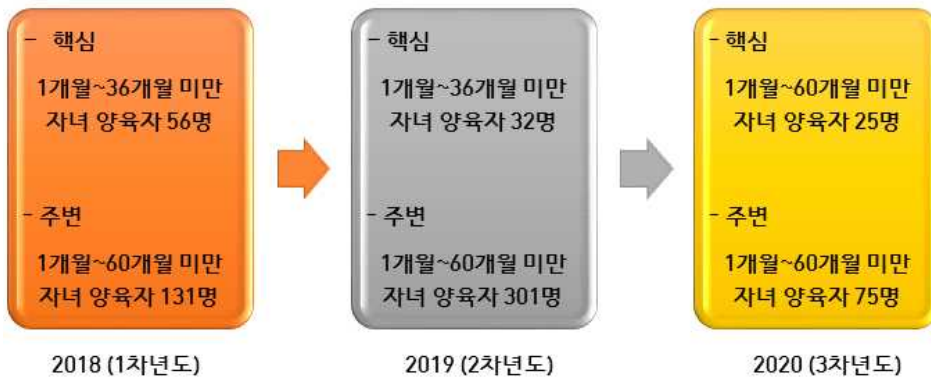 - 핵심
1개월~36개월 미만
자녀 양육자 56명
- 주변
1개월~60개월 미만
자녀 양육자 131명
2018 (1차년도)
- 핵심
1개월~36개월 미만
자녀 양육자 32명
- 주변
1개월~60개월 미만
자녀 양육자 301명
2019 (2차년도)
- 핵심
1개월~60개월 미만
자녀 양육자 25명
- 주변
1개월~60개월 미만
자녀 양육자 75명
2020 (3차년도)